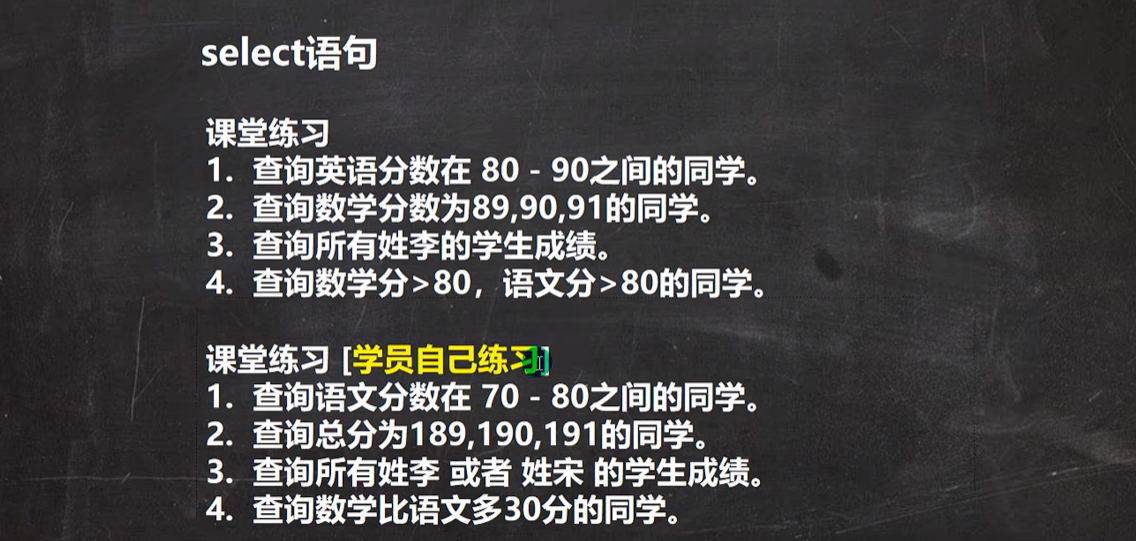 select语句
课堂练习
1. 查询英语分数在 80 - 90之间的同学。
2. 查询数学分数为89,90,91的同学。
3. 查询所有姓李的学生成绩。
4. 查询数学分>80，语文分>80的同学。
课堂练习 [学员自己练习]
1. 查询语文分数在 70 - 80之间的同学。
2. 查询总分为189,190,191的同学。
3. 查询所有姓李 或者 姓宋 的学生成绩。
4. 查询数学比语文多30分的同学。